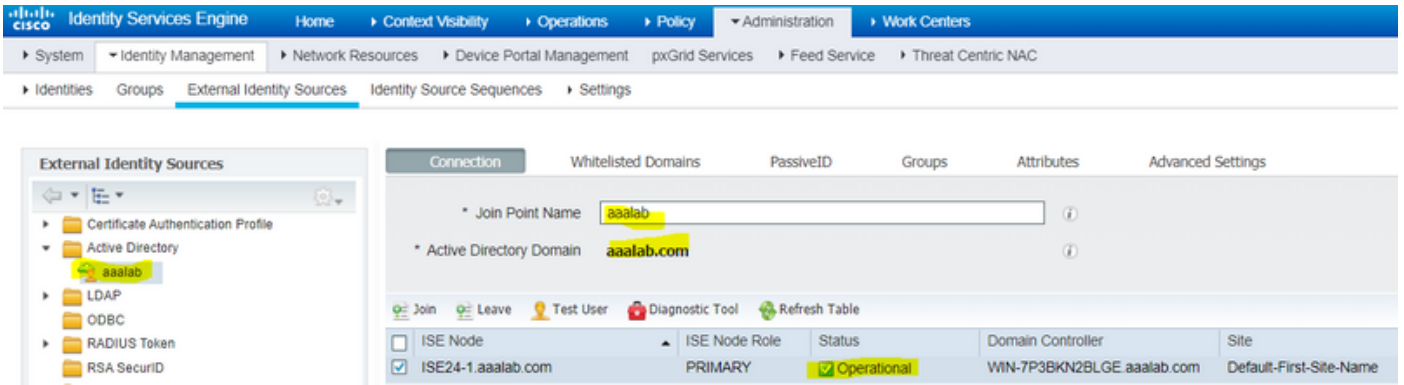 cisco Identity Services Engine Home Context Visibility Operations Policy Administration Work Centers
System Identity Management Network Resources Device Portal Management pxGrid Services Feed Service Threat Centric NAC
Identities Groups External Identity Sources Identity Source Sequences Settings
External Identity Sources
Certificate Authentication Profile
Active Directory
aaalab
LDAP
ODBC
RADIUS Token
RSA SecurID
Connection Whitelisted Domains PassiveID Groups Attributes Advanced Settings
* Join Point Name aaalab
* Active Directory Domain aaalab.com
Join Leave Test User Diagnostic Tool Refresh Table
ISE Node ISE Node Role Status Domain Controller Site
ISE24-1.aaalab.com PRIMARY Operational WIN-7P3BKN2BLGE.aaalab.com Default-First-Site-Name